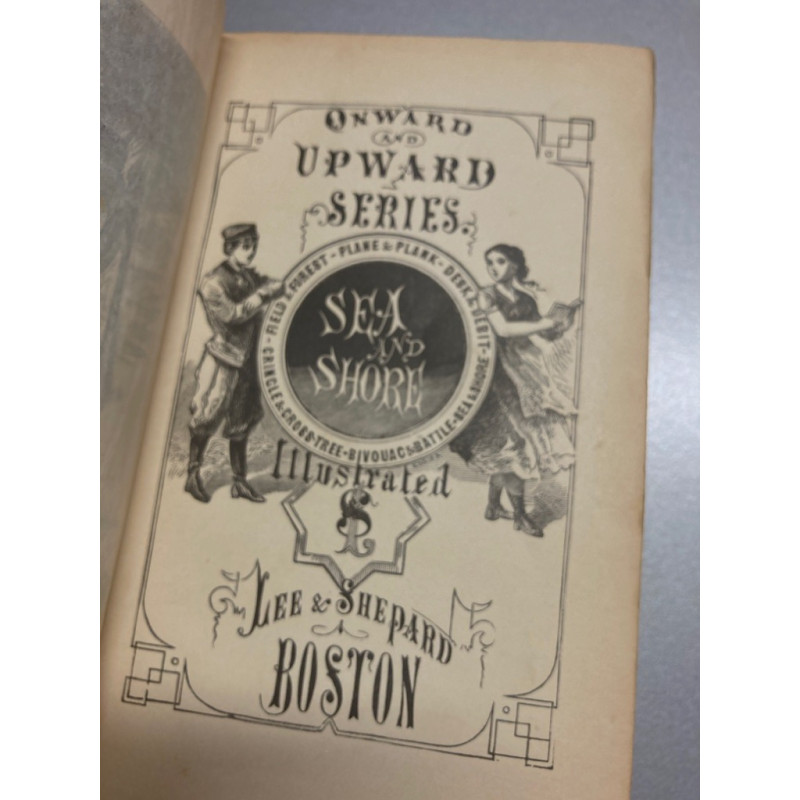 ONWARD
AND
UPWARD
SERIES.
FIELD & FOREST - PLANE & PLANK - DESK & DEBIT -
CRINGLE & CROSS-TREE - BIVOUAC & BATTLE - SEA & SHORE -
SEA
AND
SHORE
Illustrated
LS
LEE & SHEPARD
BOSTON